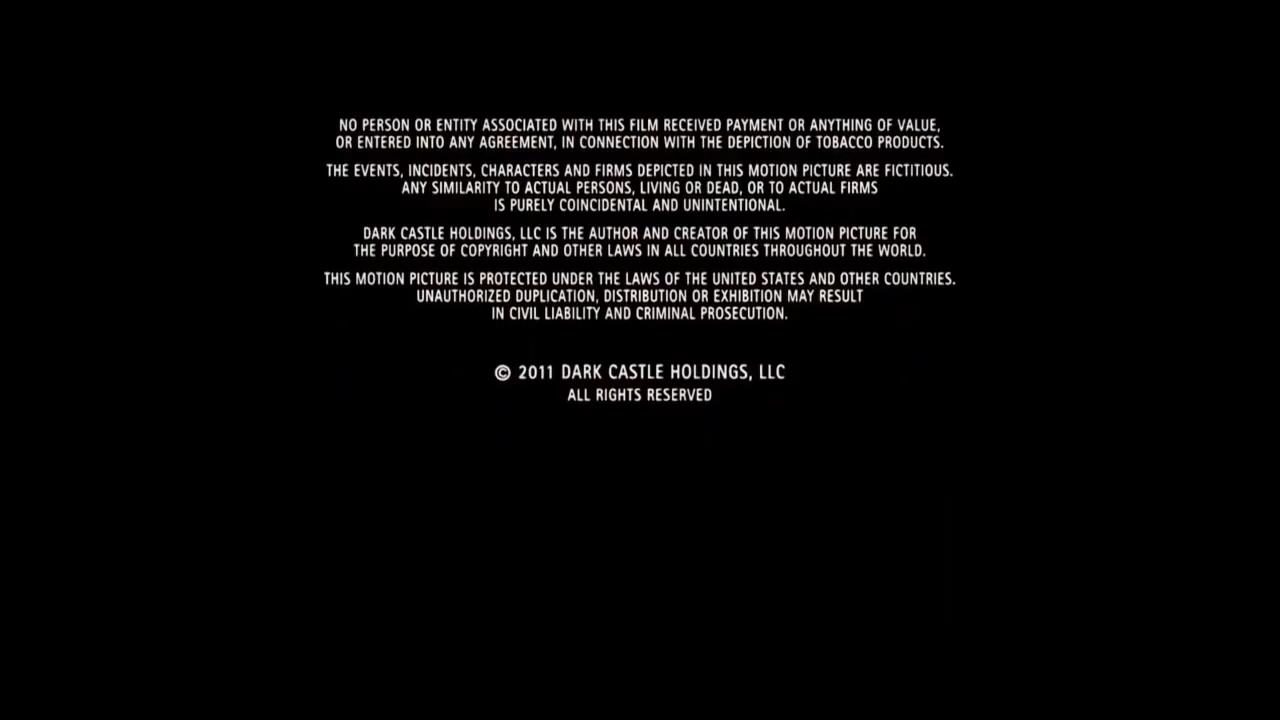 NO PERSON OR ENTITY ASSOCIATED WITH THIS FILM RECEIVED PAYMENT OR ANYTHING OF VALUE,
OR ENTERED INTO ANY AGREEMENT, IN CONNECTION WITH THE DEPICTION OF TOBACCO PRODUCTS.
THE EVENTS, INCIDENTS, CHARACTERS AND FIRMS DEPICTED IN THIS MOTION PICTURE ARE FICTITIOUS.
ANY SIMILARITY TO ACTUAL PERSONS, LIVING OR DEAD, OR TO ACTUAL FIRMS
IS PURELY COINCIDENTAL AND UNINTENTIONAL.
DARK CASTLE HOLDINGS, LLC IS THE AUTHOR AND CREATOR OF THIS MOTION PICTURE FOR
THE PURPOSE OF COPYRIGHT AND OTHER LAWS IN ALL COUNTRIES THROUGHOUT THE WORLD.
THIS MOTION PICTURE IS PROTECTED UNDER THE LAWS OF THE UNITED STATES AND OTHER COUNTRIES.
UNAUTHORIZED DUPLICATION, DISTRIBUTION OR EXHIBITION MAY RESULT
IN CIVIL LIABILITY AND CRIMINAL PROSECUTION.
© 2011 DARK CASTLE HOLDINGS, LLC
ALL RIGHTS RESERVED